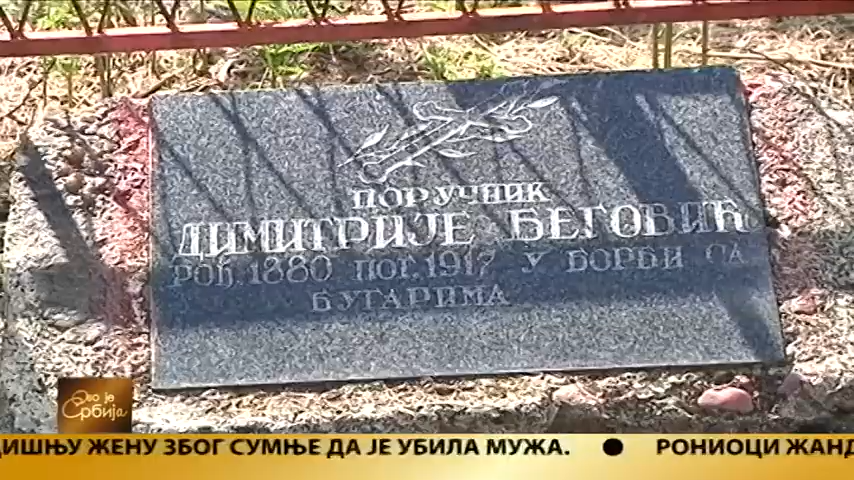 ПОРУЧНИК
ДИМИТРИЈЕ БЕГОВИЋ
РОЂ. 1880 ПОГ. 1917 У БОРБИ СА
БУГАРИМА
Ово је Србија
ДИШЊУ ЖЕНУ ЗБОГ СУМЊЕ ДА ЈЕ УБИЛА МУЖА. ● РОНИОЦИ ЖАНД